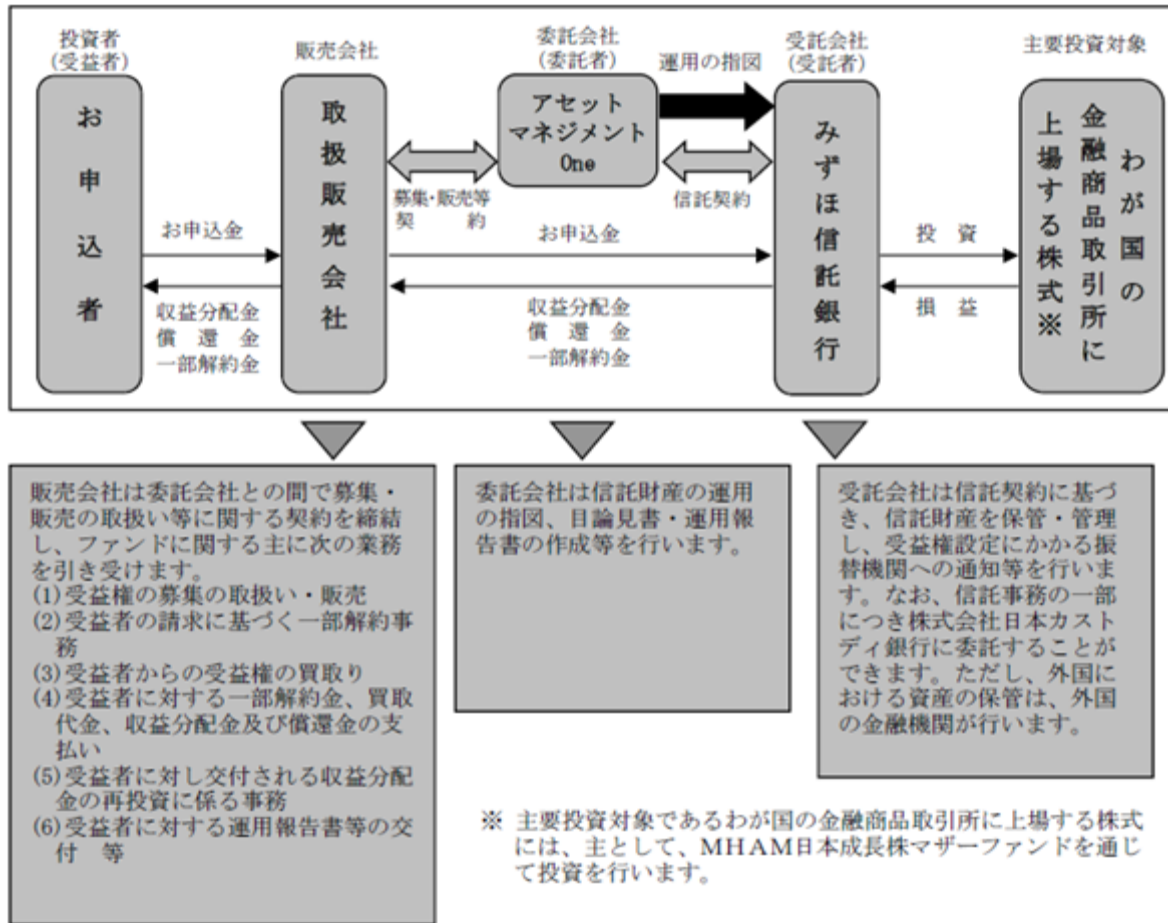 投資者
(受益者)
販売会社
委託会社
(委託者)
運用の指図
受託会社
(受託者)
主要投資対象
お申込者
取扱販売会社
アセット
マネジメント
One
みずほ信託銀行
わが国の
金融商品取引所に
上場する株式※
募集・販売等
契　　約
信託契約
お申込金
お申込金
投　資
収益分配金
償　還　金
一部解約金
収益分配金
償　還　金
一部解約金
損　益
販売会社は委託会社との間で募集・
販売の取扱い等に関する契約を締結
し、ファンドに関する主に次の業務
を引き受けます。
(1)受益権の募集の取扱い・販売
(2)受益者の請求に基づく一部解約事
務
(3)受益者からの受益権の買取り
(4)受益者に対する一部解約金、買取
代金、収益分配金及び償還金の支
払い
(5)受益者に対し交付される収益分配
金の再投資に係る事務
(6)受益者に対する運用報告書等の交
付　等
委託会社は信託財産の運用
の指図、目論見書・運用報
告書の作成等を行います。
受託会社は信託契約に基づ
き、信託財産を保管・管理
し、受益権設定にかかる振
替機関への通知等を行いま
す。なお、信託事務の一部
につき株式会社日本カスト
ディ銀行に委託することが
できます。ただし、外国に
おける資産の保管は、外国
の金融機関が行います。
※ 主要投資対象であるわが国の金融商品取引所に上場する株式
には、主として、MHAM日本成長株マザーファンドを通じ
て投資を行います。